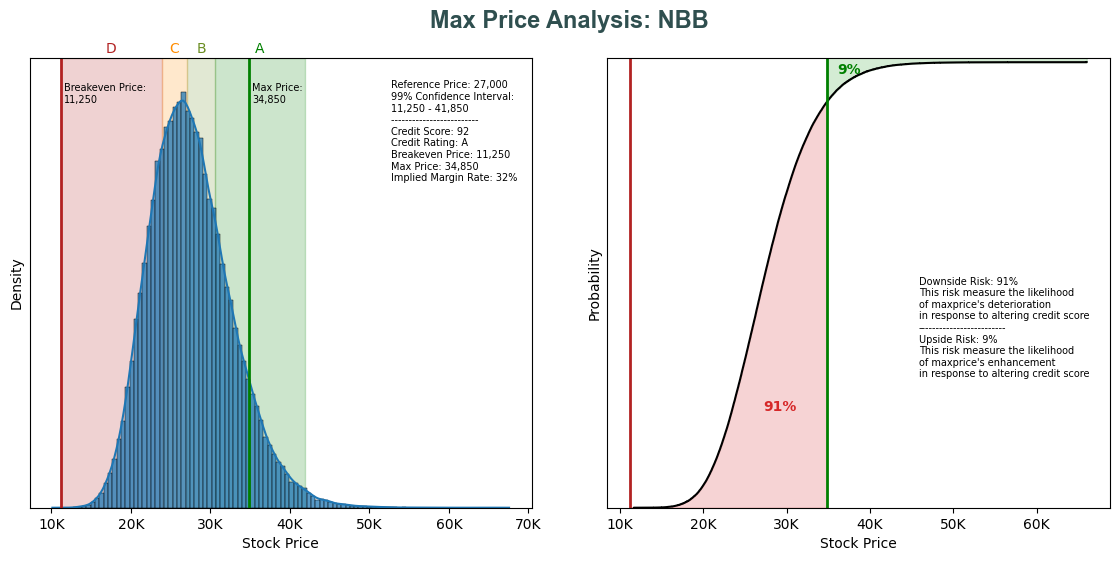 Max Price Analysis: NBB
D C B A
Breakeven Price:
11,250
Max Price:
34,850
Reference Price: 27,000
99% Confidence Interval:
11,250 - 41,850
-------------------------
Credit Score: 92
Credit Rating: A
Breakeven Price: 11,250
Max Price: 34,850
Implied Margin Rate: 32%
Density
10K 20K 30K 40K 50K 60K 70K
Stock Price
9%
91%
Downside Risk: 91%
This risk measure the likelihood
of maxprice's deterioration
in response to altering credit score
-------------------------
Upside Risk: 9%
This risk measure the likelihood
of maxprice's enhancement
in response to altering credit score
Probability
10K 20K 30K 40K 50K 60K
Stock Price